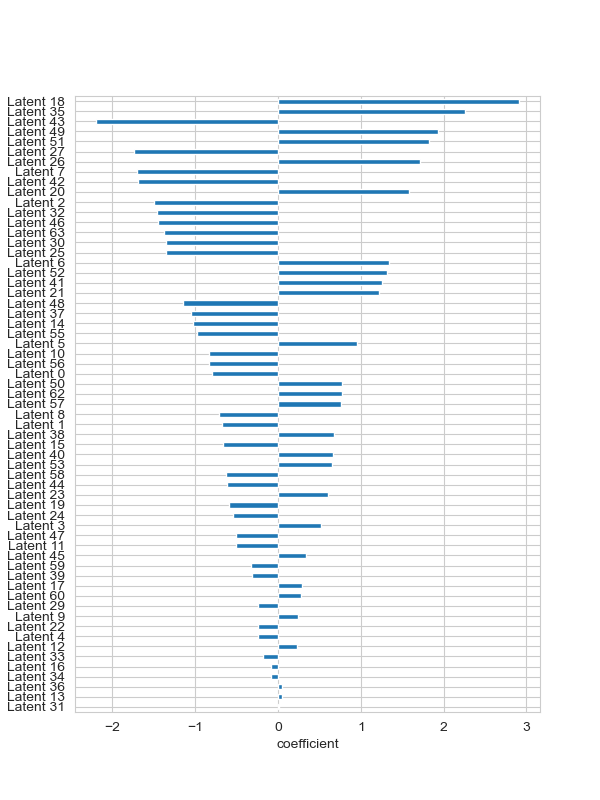 Latent 18
Latent 35
Latent 43
Latent 49
Latent 51
Latent 27
Latent 26
Latent 7
Latent 42
Latent 20
Latent 2
Latent 32
Latent 46
Latent 63
Latent 30
Latent 25
Latent 6
Latent 52
Latent 41
Latent 21
Latent 48
Latent 37
Latent 14
Latent 55
Latent 5
Latent 10
Latent 56
Latent 0
Latent 50
Latent 62
Latent 57
Latent 8
Latent 1
Latent 38
Latent 15
Latent 40
Latent 53
Latent 58
Latent 44
Latent 23
Latent 19
Latent 24
Latent 3
Latent 47
Latent 11
Latent 45
Latent 59
Latent 39
Latent 17
Latent 60
Latent 29
Latent 9
Latent 22
Latent 4
Latent 12
Latent 33
Latent 16
Latent 34
Latent 36
Latent 13
Latent 31
−2 −1 0 1 2 3
coefficient